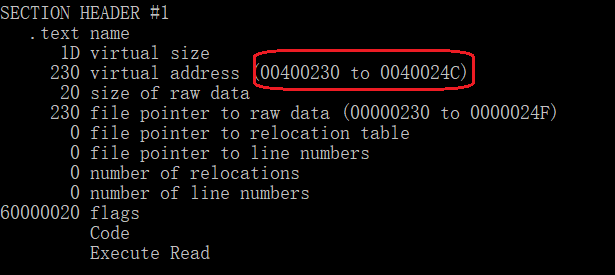 SECTION HEADER #1
.text name
1D virtual size
230 virtual address (00400230 to 0040024C)
20 size of raw data
230 file pointer to raw data (00000230 to 0000024F)
0 file pointer to relocation table
0 file pointer to line numbers
0 number of relocations
0 number of line numbers
60000020 flags
Code
Execute Read